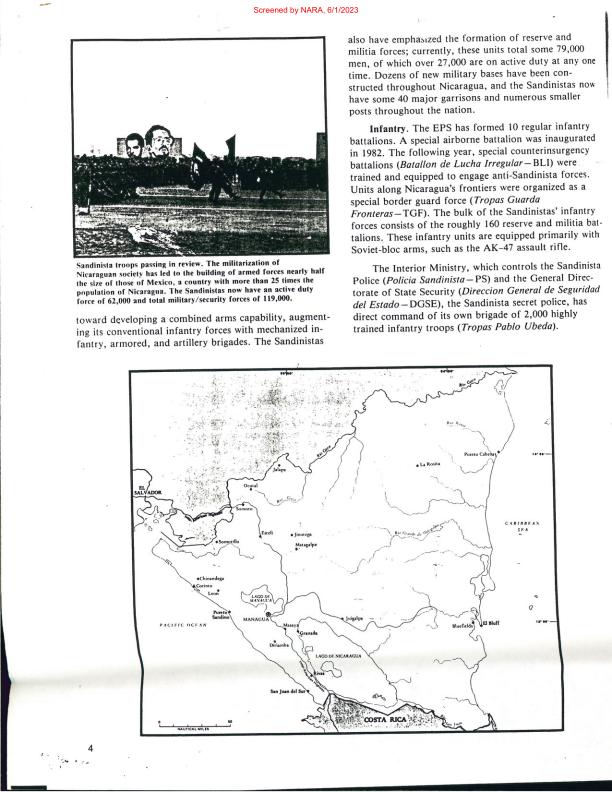 Screened by NARA, 6/1/2023
Sandinista troops passing in review. The militarization of
Nicaraguan society has led to the building of armed forces nearly half
the size of those of Mexico, a country with more than 25 times the
population of Nicaragua. The Sandinistas now have an active duty
force of 62,000 and total military/security forces of 119,000.
toward developing a combined arms capability, augment-
ing its conventional infantry forces with mechanized in-
fantry, armored, and artillery brigades. The Sandinistas
also have emphasized the formation of reserve and
militia forces; currently, these units total some 79,000
men, of which over 27,000 are on active duty at any one
time. Dozens of new military bases have been con-
structed throughout Nicaragua, and the Sandinistas now
have some 40 major garrisons and numerous smaller
posts throughout the nation.
Infantry. The EPS has formed 10 regular infantry
battalions. A special airborne battalion was inaugurated
in 1982. The following year, special counterinsurgency
battalions (Batallon de Lucha Irregular—BLI) were
trained and equipped to engage anti-Sandinista forces.
Units along Nicaragua's frontiers were organized as a
special border guard force (Tropas Guarda
Fronteras—TGF). The bulk of the Sandinistas' infantry
forces consists of the roughly 160 reserve and militia bat-
talions. These infantry units are equipped primarily with
Soviet-bloc arms, such as the AK-47 assault rifle.
The Interior Ministry, which controls the Sandinista
Police (Policia Sandinista—PS) and the General Direc-
torate of State Security (Direccion General de Seguridad
del Estado—DGSE), the Sandinista secret police, has
direct command of its own brigade of 2,000 highly
trained infantry troops (Tropas Pablo Ubeda).
Rio Coco
Rio Coco
Puerto Cabezas
La Rosita
Jalapa
EL
SALVADOR
Ocotal
Somoto
CARIBBEAN
SEA
Esteli
Jinotega
Somotillo
Matagalpa
Chinandega
Corinto
Leon
LAGO DE
MANAGUA
Puerto
Sandino
MANAGUA
Juigalpa
PACIFIC OCEAN
Masaya
Bluefields
El Bluff
Granada
Diriamba
LAGO DE NICARAGUA
Rivas
San Juan del Sur
COSTA RICA
NAUTICAL MILES
4